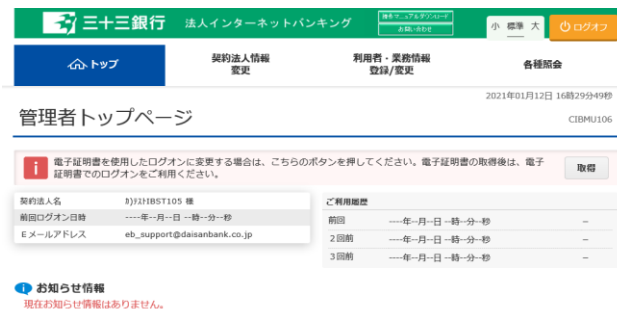 三十三銀行 法人インターネットバンキング
操作マニュアルダウンロード
お問い合わせ
小 標準 大
ログオフ
トップ
契約法人情報
変更
利用者・業務情報
登録/変更
各種照会
2021年01月12日 16時29分49秒
管理者トップページ
CIBMU106
電子証明書を使用したログオンに変更する場合は、こちらのボタンを押してください。電子証明書の取得後は、電子
証明書でのログオンをご利用ください。
取得
契約法人名 カ)テストIBST105 様
前回ログオン日時 ----年--月--日 --時--分--秒
Eメールアドレス eb_support@daisanbank.co.jp
ご利用履歴
前回 ----年--月--日 --時--分--秒 –
2回前 ----年--月--日 --時--分--秒 –
3回前 ----年--月--日 --時--分--秒 –
お知らせ情報
現在お知らせ情報はありません。